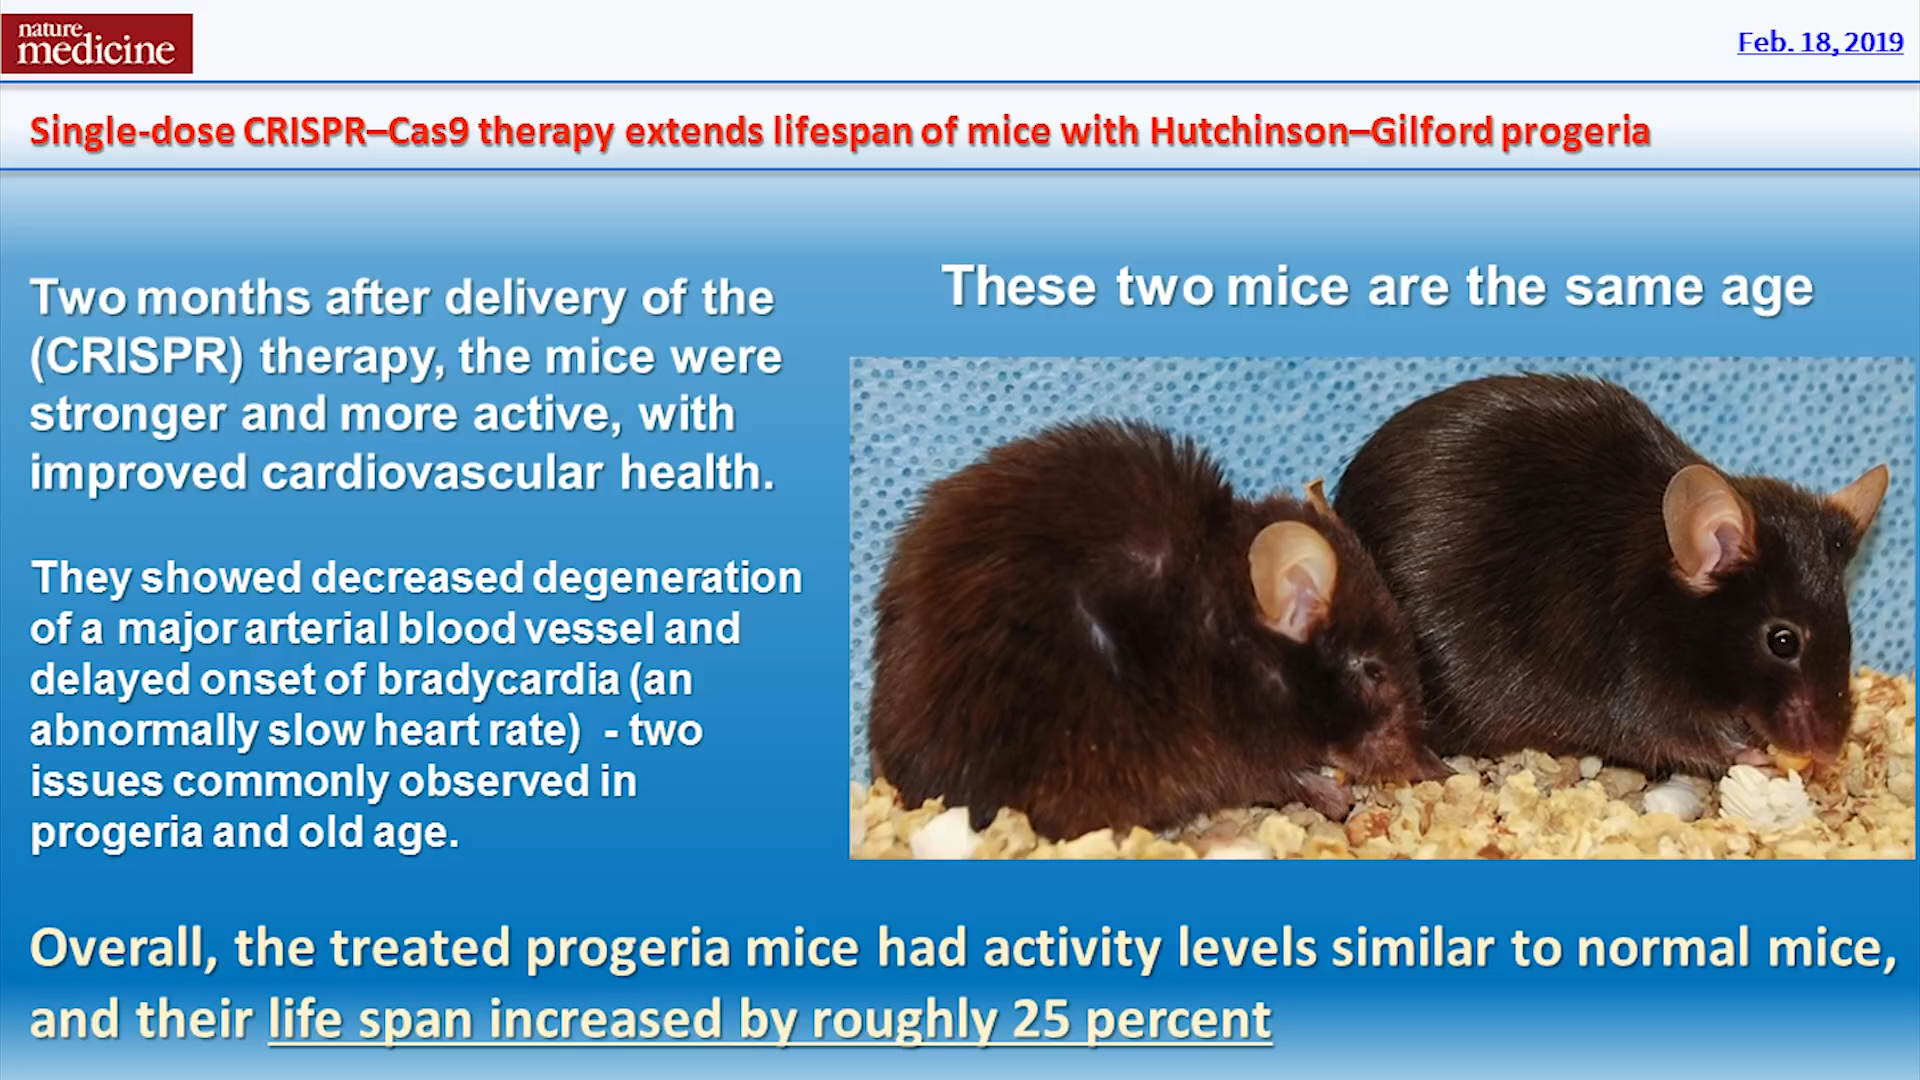 nature
medicine
Feb. 18, 2019
Single-dose CRISPR–Cas9 therapy extends lifespan of mice with Hutchinson–Gilford progeria
Two months after delivery of the
(CRISPR) therapy, the mice were
stronger and more active, with
improved cardiovascular health.
They showed decreased degeneration
of a major arterial blood vessel and
delayed onset of bradycardia (an
abnormally slow heart rate) - two
issues commonly observed in
progeria and old age.
These two mice are the same age
Overall, the treated progeria mice had activity levels similar to normal mice,
and their life span increased by roughly 25 percent